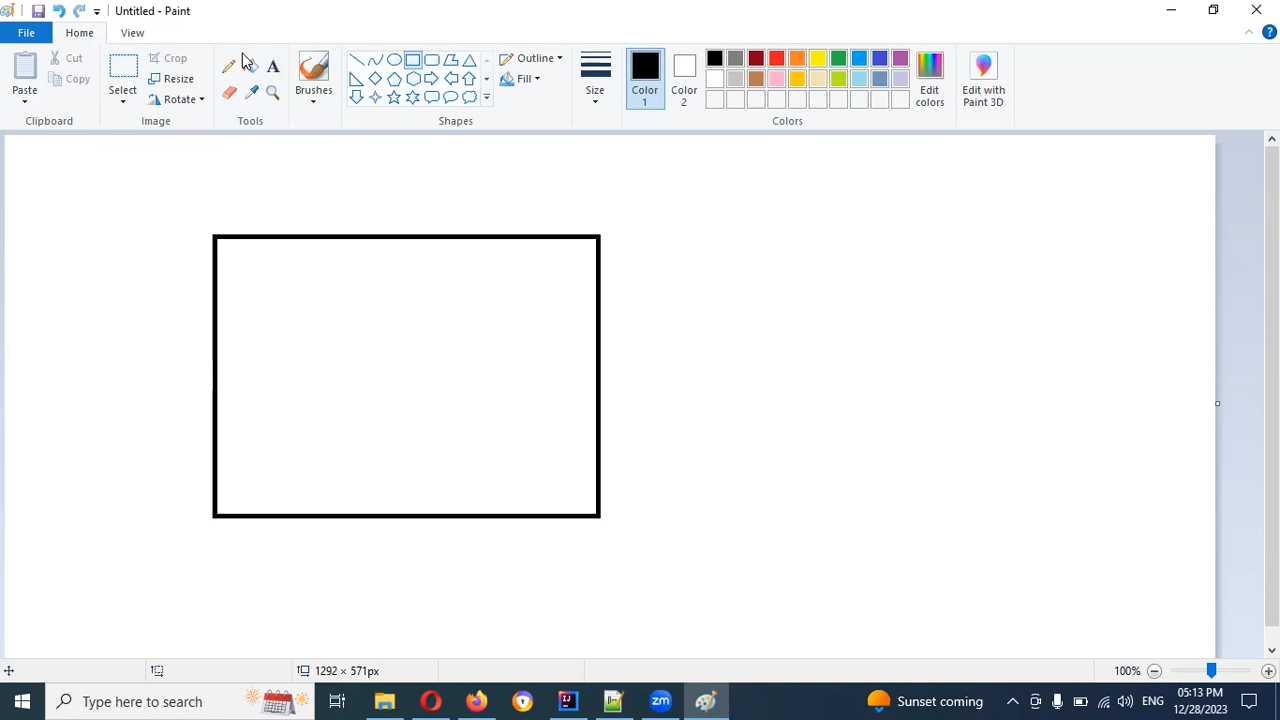 Untitled - Paint
File Home View
Paste Cut Copy Clipboard
Select Crop Resize Rotate Image
A
Tools
Brushes
Outline Fill Shapes
Size
Color 1
Color 2
Edit colors
Colors
Edit with Paint 3D
1292 × 571px
100%
Type here to search
zm
Sunset coming
ENG
05:13 PM
12/28/2023